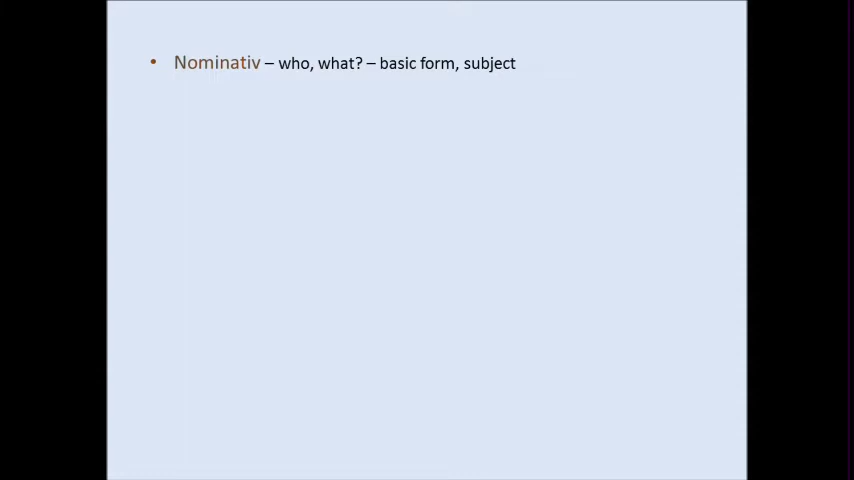 • Nominativ – who, what? – basic form, subject